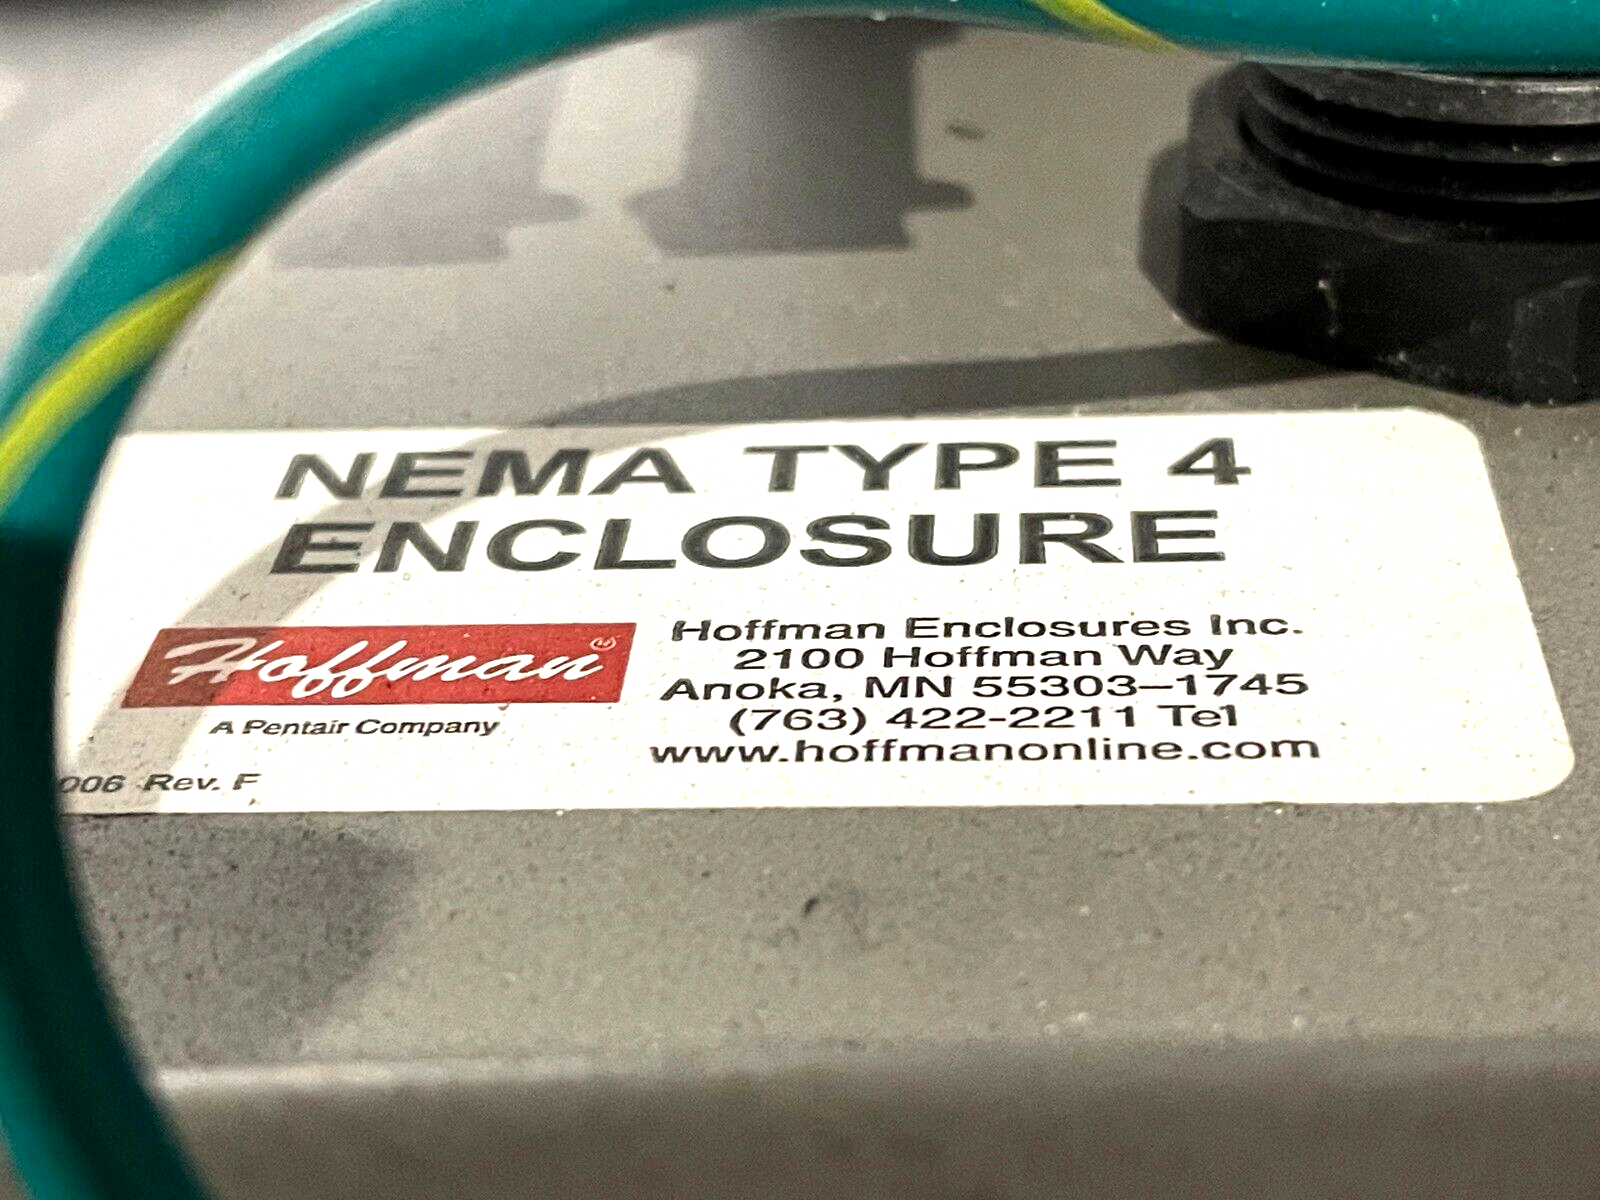 NEMA TYPE 4
ENCLOSURE
Hoffman®
A Pentair Company
Hoffman Enclosures Inc.
2100 Hoffman Way
Anoka, MN 55303–1745
(763) 422-2211 Tel
www.hoffmanonline.com
006 Rev. F